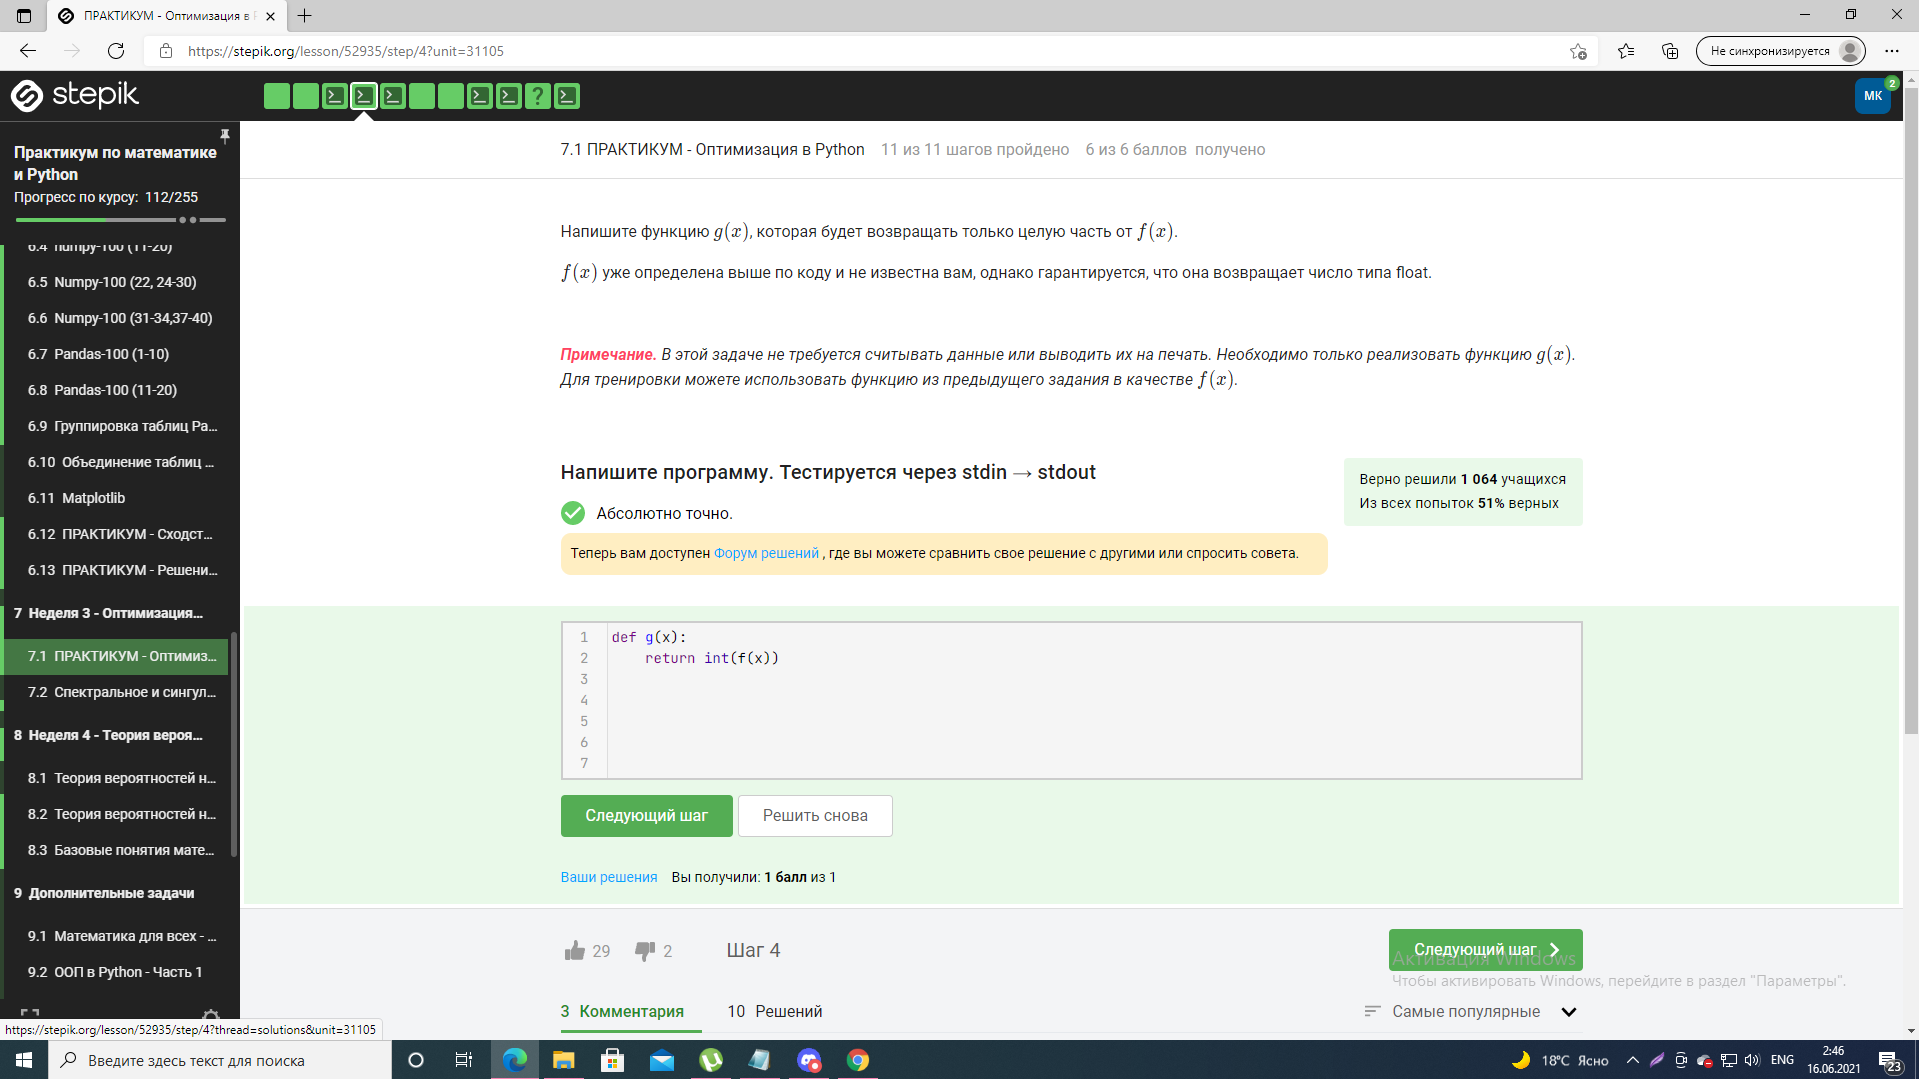 ПРАКТИКУМ - Оптимизация в
https://stepik.org/lesson/52935/step/4?unit=31105
Не синхронизируется
stepik
?
МК
2
Практикум по математике
и Python
Прогресс по курсу: 112/255
6.4 numpy-100 (11-20)
6.5 Numpy-100 (22, 24-30)
6.6 Numpy-100 (31-34,37-40)
6.7 Pandas-100 (1-10)
6.8 Pandas-100 (11-20)
6.9 Группировка таблиц Pa...
6.10 Объединение таблиц ...
6.11 Matplotlib
6.12 ПРАКТИКУМ - Сходст...
6.13 ПРАКТИКУМ - Решени...
7 Неделя 3 - Оптимизация...
7.1 ПРАКТИКУМ - Оптимиз...
7.2 Спектральное и сингул...
8 Неделя 4 - Теория вероя...
8.1 Теория вероятностей н...
8.2 Теория вероятностей н...
8.3 Базовые понятия мате...
9 Дополнительные задачи
9.1 Математика для всех - ...
9.2 ООП в Python - Часть 1
7.1 ПРАКТИКУМ - Оптимизация в Python 11 из 11 шагов пройдено 6 из 6 баллов получено
Напишите функцию g(x), которая будет возвращать только целую часть от f(x).
f(x) уже определена выше по коду и не известна вам, однако гарантируется, что она возвращает число типа float.
Примечание. В этой задаче не требуется считывать данные или выводить их на печать. Необходимо только реализовать функцию g(x).
Для тренировки можете использовать функцию из предыдущего задания в качестве f(x).
Напишите программу. Тестируется через stdin → stdout
Верно решили 1 064 учащихся
Из всех попыток 51% верных
Абсолютно точно.
Теперь вам доступен Форум решений , где вы можете сравнить свое решение с другими или спросить совета.
1 def g(x):
2 return int(f(x))
3
4
5
6
7
Следующий шаг Решить снова
Ваши решения Вы получили: 1 балл из 1
29 2 Шаг 4 Следующий шаг
Активация Windows
Чтобы активировать Windows, перейдите в раздел "Параметры".
3 Комментария 10 Решений Самые популярные
https://stepik.org/lesson/52935/step/4?thread=solutions&unit=31105
Введите здесь текст для поиска
18°C Ясно
ENG
2:46
16.06.2021
23